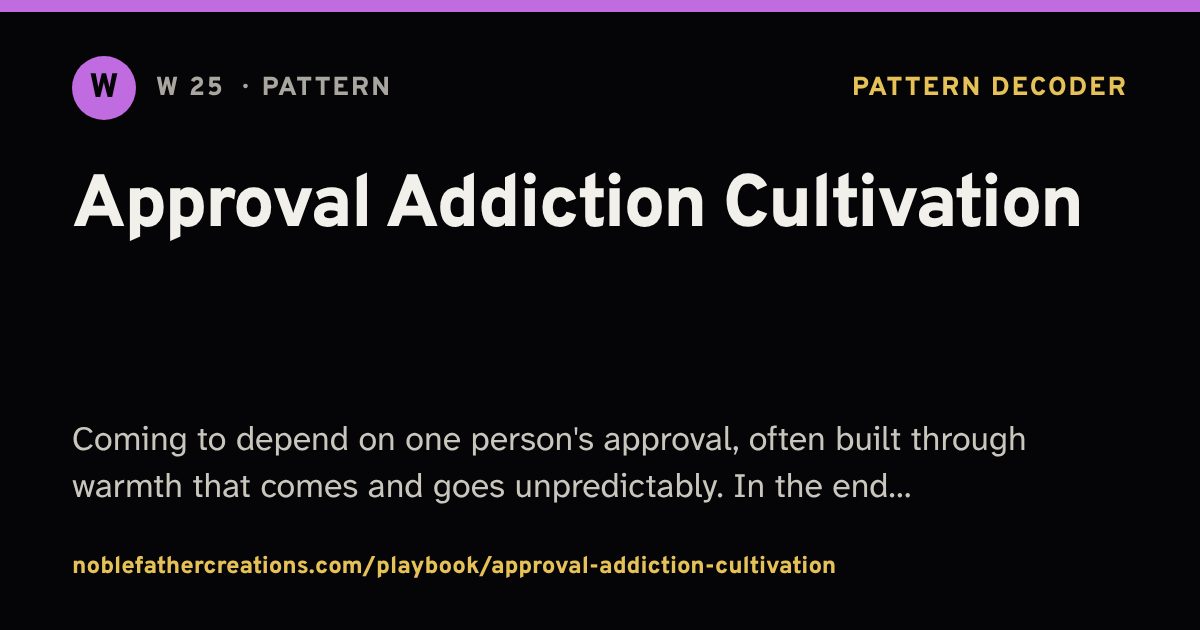 W
W 25 · PATTERN
PATTERN DECODER
Approval Addiction Cultivation
Coming to depend on one person's approval, often built through
warmth that comes and goes unpredictably. In the end...
noblefathercreations.com/playbook/approval-addiction-cultivation